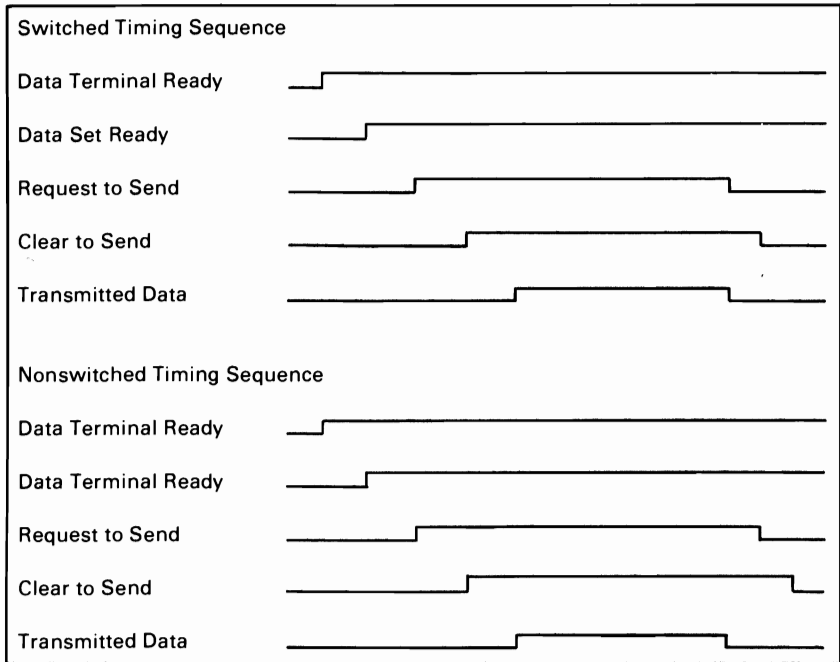 Switched Timing Sequence
Data Terminal Ready
Data Set Ready
Request to Send
Clear to Send
Transmitted Data
Nonswitched Timing Sequence
Data Terminal Ready
Data Terminal Ready
Request to Send
Clear to Send
Transmitted Data